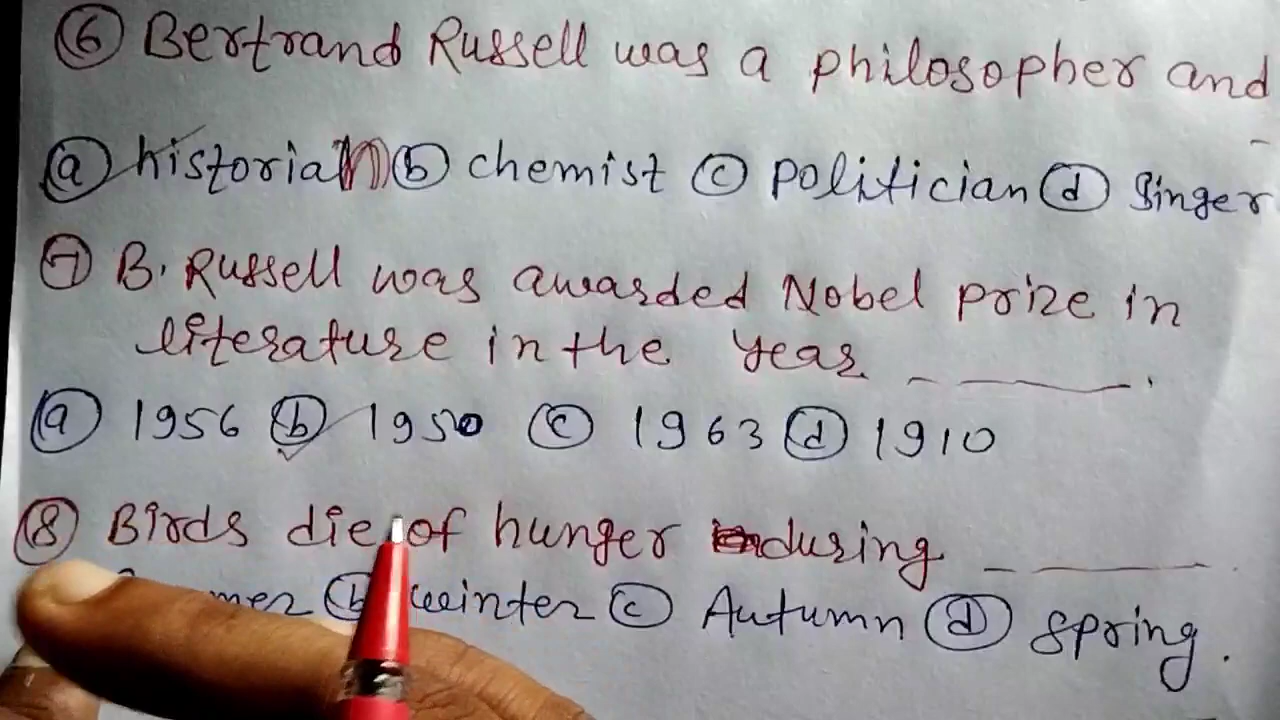 6 Bertrand Russell was a philosopher and
a historian b chemist c politician d Singer
7 B. Russell was awarded Nobel prize in
literature in the year _ ____.
a 1956 b 1950 c 1963 d 1910
8 Birds die of hunger during _ ____.
b winter c Autumn d spring.